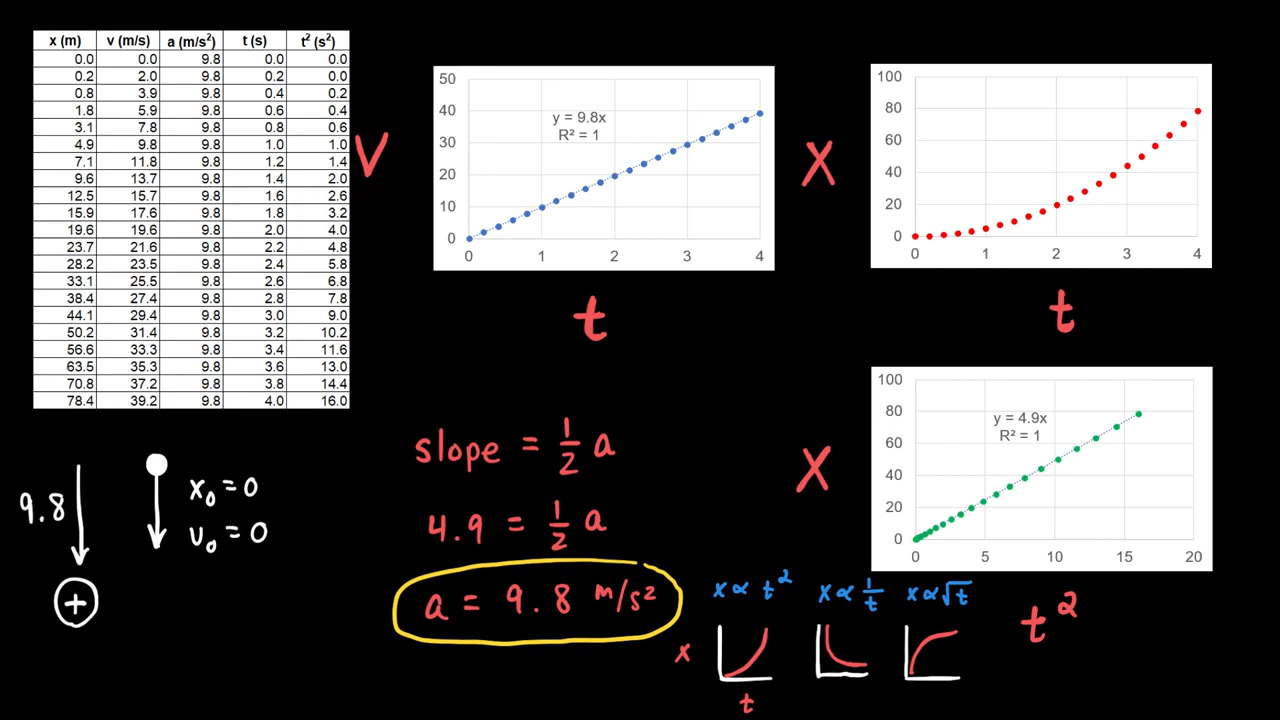 x (m) v (m/s) a (m/s²) t (s) t² (s²)
0.0 0.0 9.8 0.0 0.0
0.2 2.0 9.8 0.2 0.0
0.8 3.9 9.8 0.4 0.2
1.8 5.9 9.8 0.6 0.4
3.1 7.8 9.8 0.8 0.6
4.9 9.8 9.8 1.0 1.0
7.1 11.8 9.8 1.2 1.4
9.6 13.7 9.8 1.4 2.0
12.5 15.7 9.8 1.6 2.6
15.9 17.6 9.8 1.8 3.2
19.6 19.6 9.8 2.0 4.0
23.7 21.6 9.8 2.2 4.8
28.2 23.5 9.8 2.4 5.8
33.1 25.5 9.8 2.6 6.8
38.4 27.4 9.8 2.8 7.8
44.1 29.4 9.8 3.0 9.0
50.2 31.4 9.8 3.2 10.2
56.6 33.3 9.8 3.4 11.6
63.5 35.3 9.8 3.6 13.0
70.8 37.2 9.8 3.8 14.4
78.4 39.2 9.8 4.0 16.0
v
50
40
30
20
10
0
y = 9.8x
R² = 1
0 1 2 3 4
t
x
100
80
60
40
20
0
0 1 2 3 4
t
9.8
+
x₀ = 0
v₀ = 0
slope = 1/2 a
4.9 = 1/2 a
a = 9.8 m/s²
x
100
80
60
40
20
0
y = 4.9x
R² = 1
0 5 10 15 20
t²
x ∝ t² x ∝ 1/t x ∝ √t
x
t